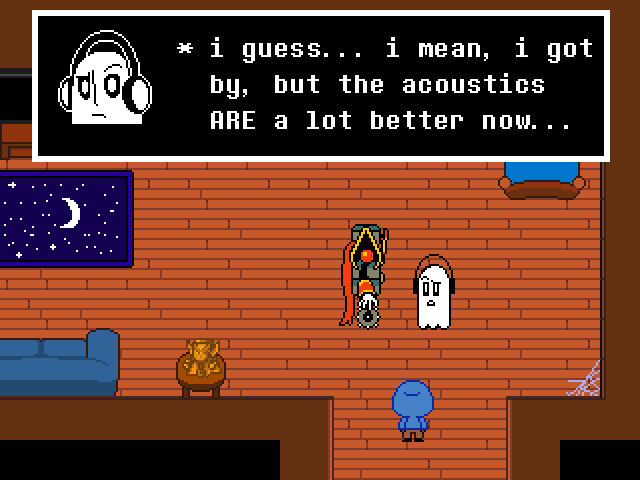 * i guess... i mean, i got
by, but the acoustics
ARE a lot better now...